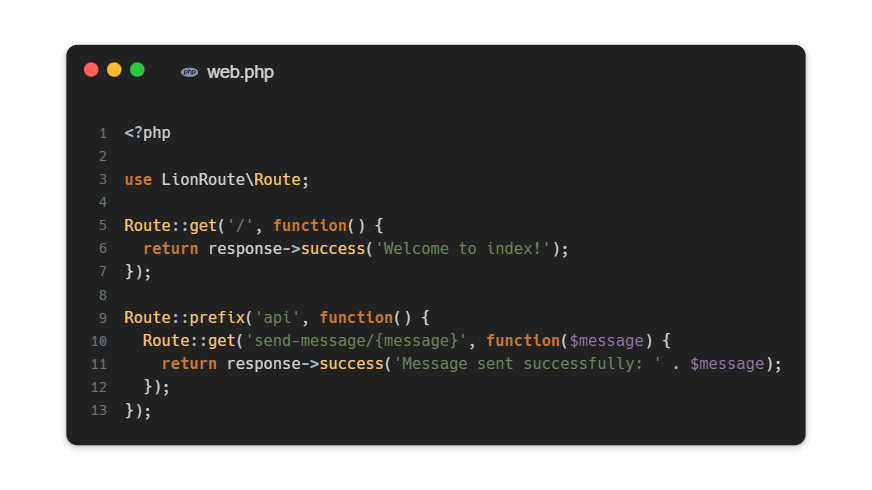 php web.php
1 <?php
2
3 use LionRoute\Route;
4
5 Route::get('/', function() {
6   return response->success('Welcome to index!');
7 });
8
9 Route::prefix('api', function() {
10   Route::get('send-message/{message}', function($message) {
11     return response->success('Message sent successfully: ' . $message);
12   });
13 });